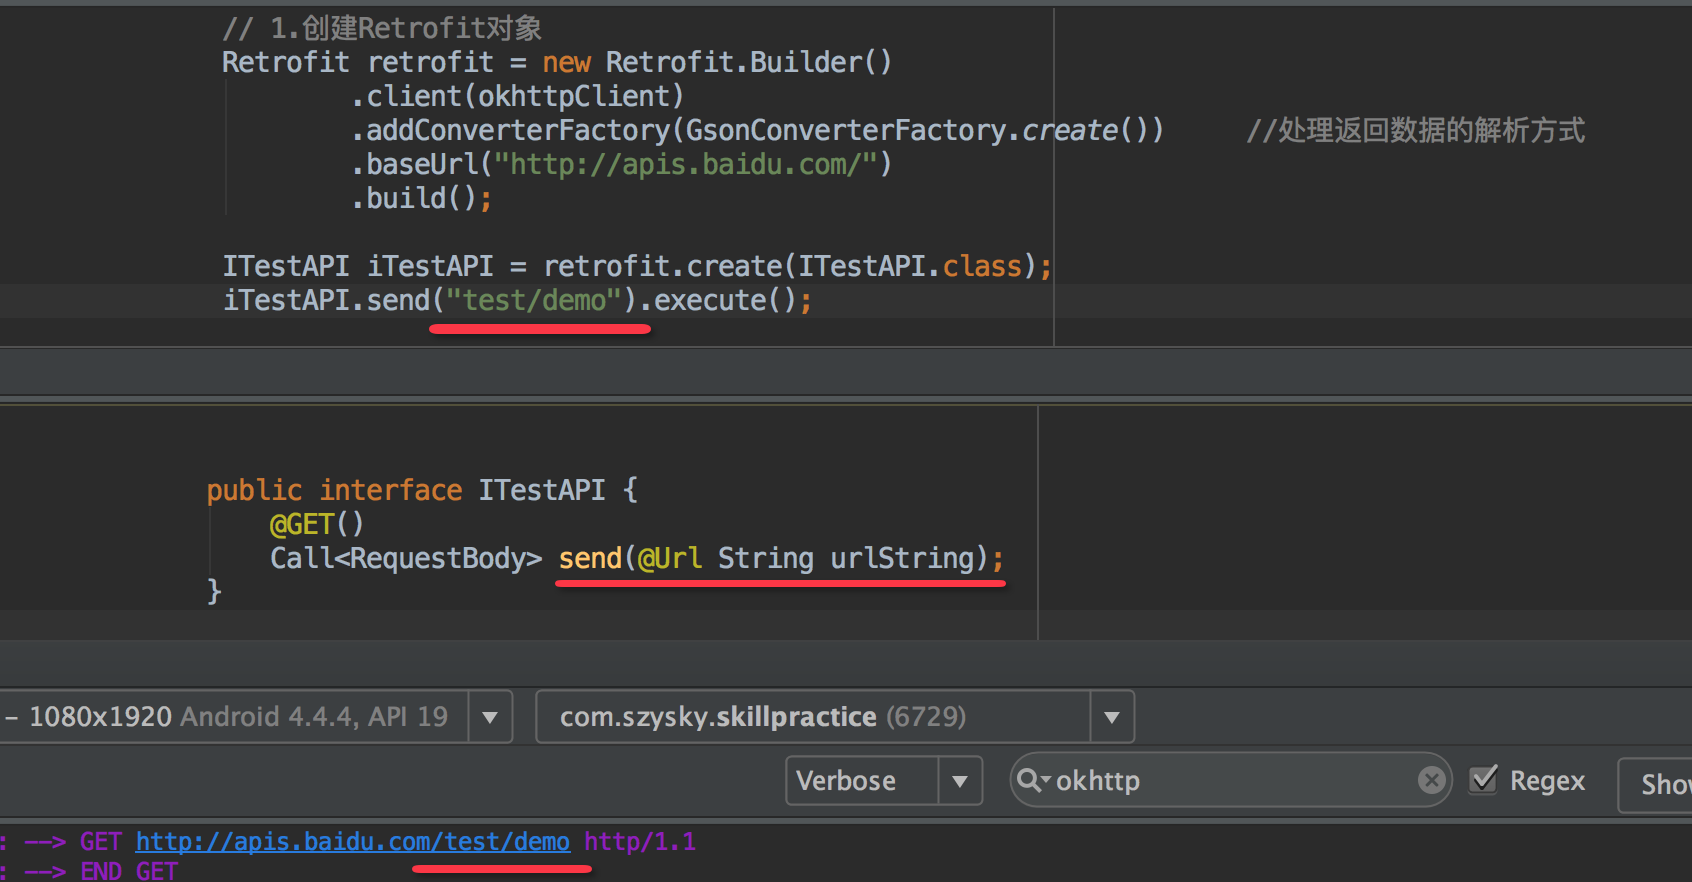 // 1.创建Retrofit对象
Retrofit retrofit = new Retrofit.Builder()
.client(okhttpClient)
.addConverterFactory(GsonConverterFactory.create()) //处理返回数据的解析方式
.baseUrl("http://apis.baidu.com/")
.build();
ITestAPI iTestAPI = retrofit.create(ITestAPI.class);
iTestAPI.send("test/demo").execute();
public interface ITestAPI {
@GET()
Call<RequestBody> send(@Url String urlString);
}
– 1080x1920 Android 4.4.4, API 19 com.szysky.skillpractice (6729)
Verbose okhttp Regex Show
: --> GET http://apis.baidu.com/test/demo http/1.1
: --> END GET